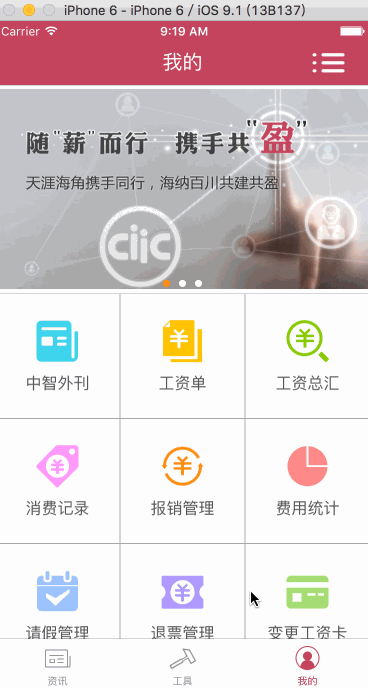 iPhone 6 - iPhone 6 / iOS 9.1 (13B137)
Carrier 9:19 AM
我的
随"薪"而行 携手共"盈"
天涯海角携手同行，海纳百川共建共盈
ciic
中智外刊 工资单 工资总汇
消费记录 报销管理 费用统计
请假管理 退票管理 变更工资卡
资讯 工具 我的